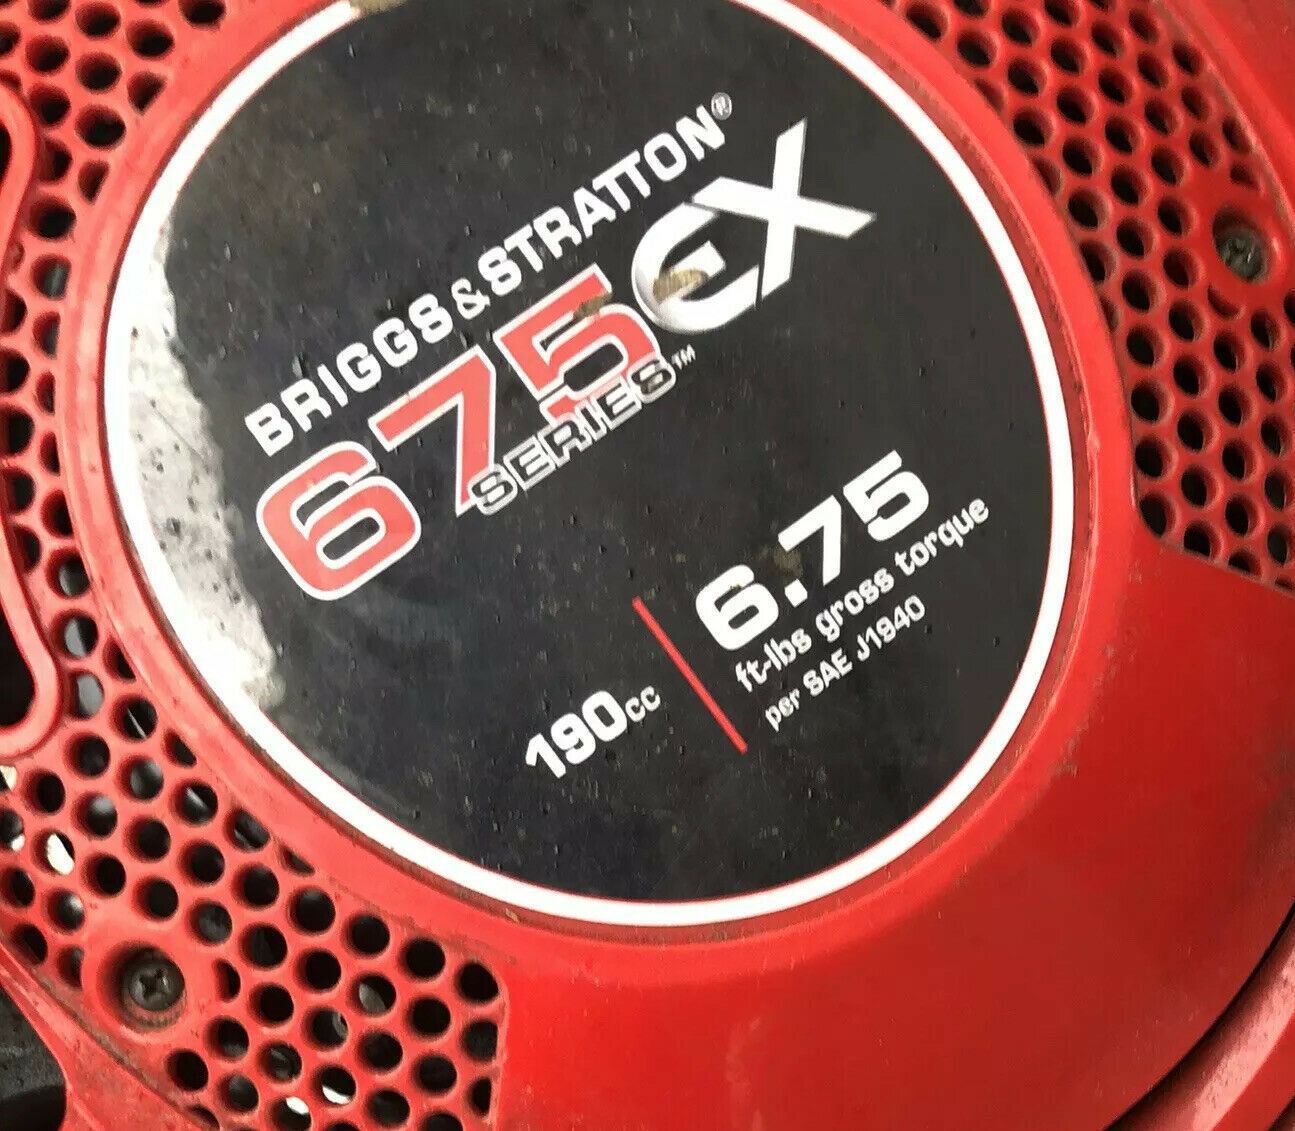 BRIGGS & STRATTON®
675 EX
SERIES™
190cc
6.75
ft-lbs gross torque
per SAE J1940